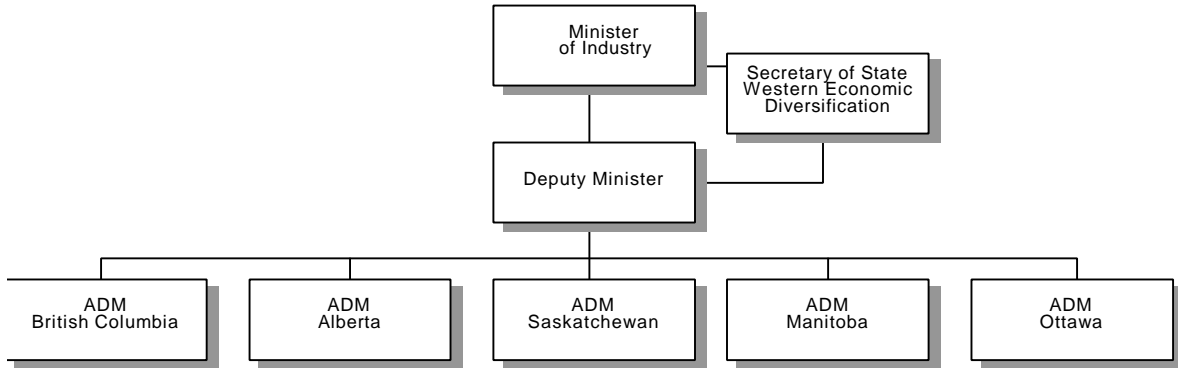 Minister
of Industry
Secretary of State
Western Economic
Diversification
Deputy Minister
ADM
British Columbia
ADM
Alberta
ADM
Saskatchewan
ADM
Manitoba
ADM
Ottawa